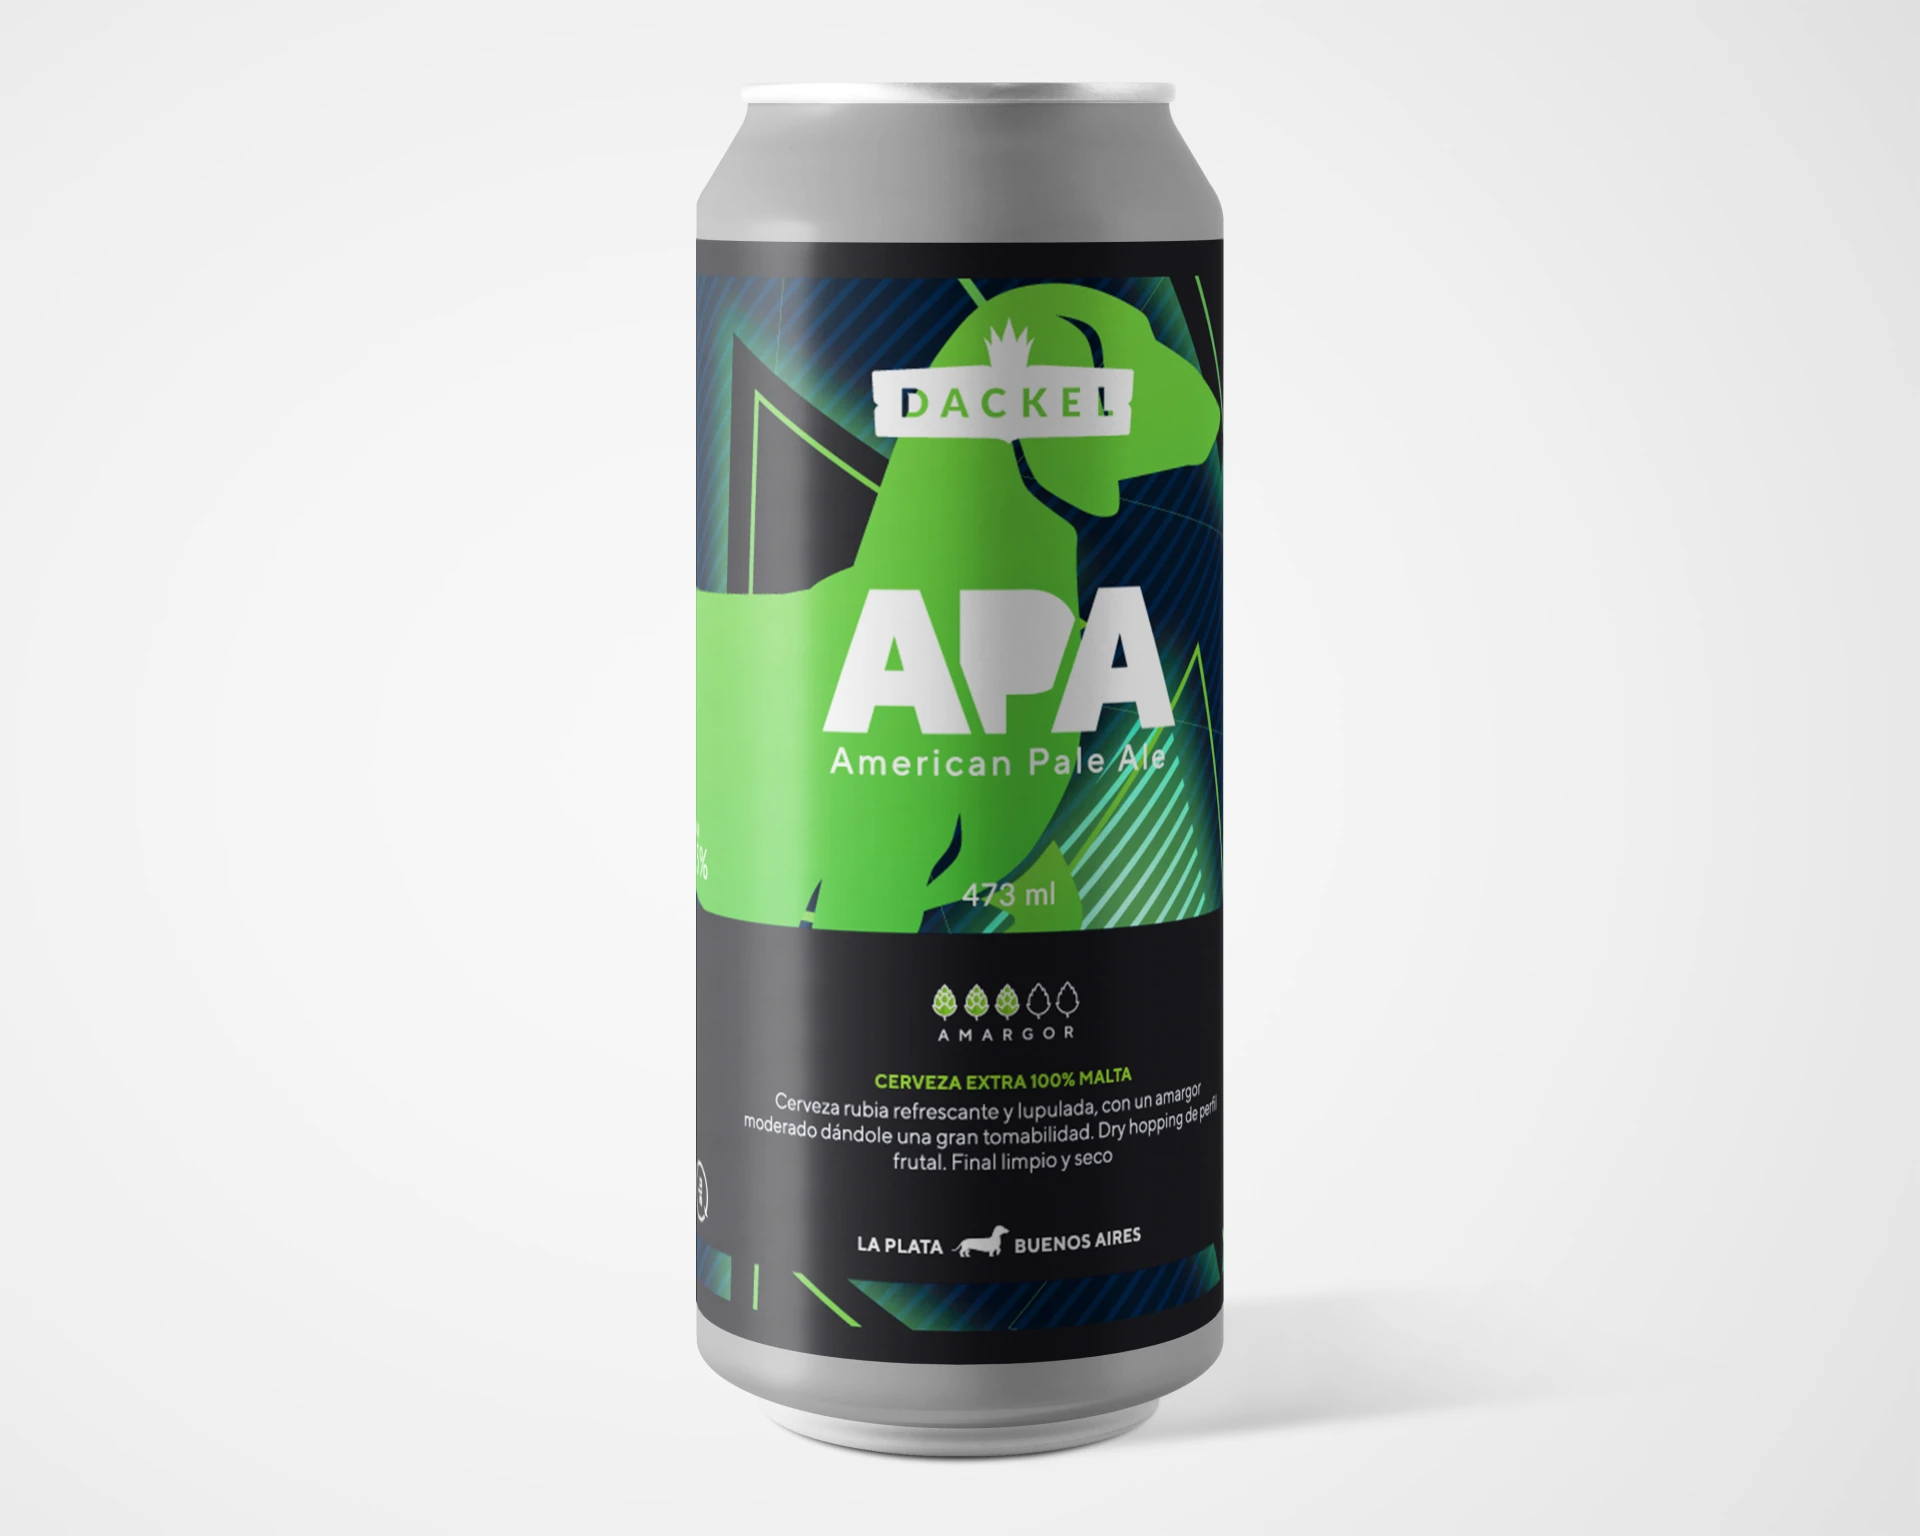 DACKEL
APA
American Pale Ale
473 ml
AMARGOR
CERVEZA EXTRA 100% MALTA
Cerveza rubia refrescante y lupulada, con un amargor
moderado dándole una gran tomabilidad. Dry hopping de perfil
frutal. Final limpio y seco
LA PLATA BUENOS AIRES